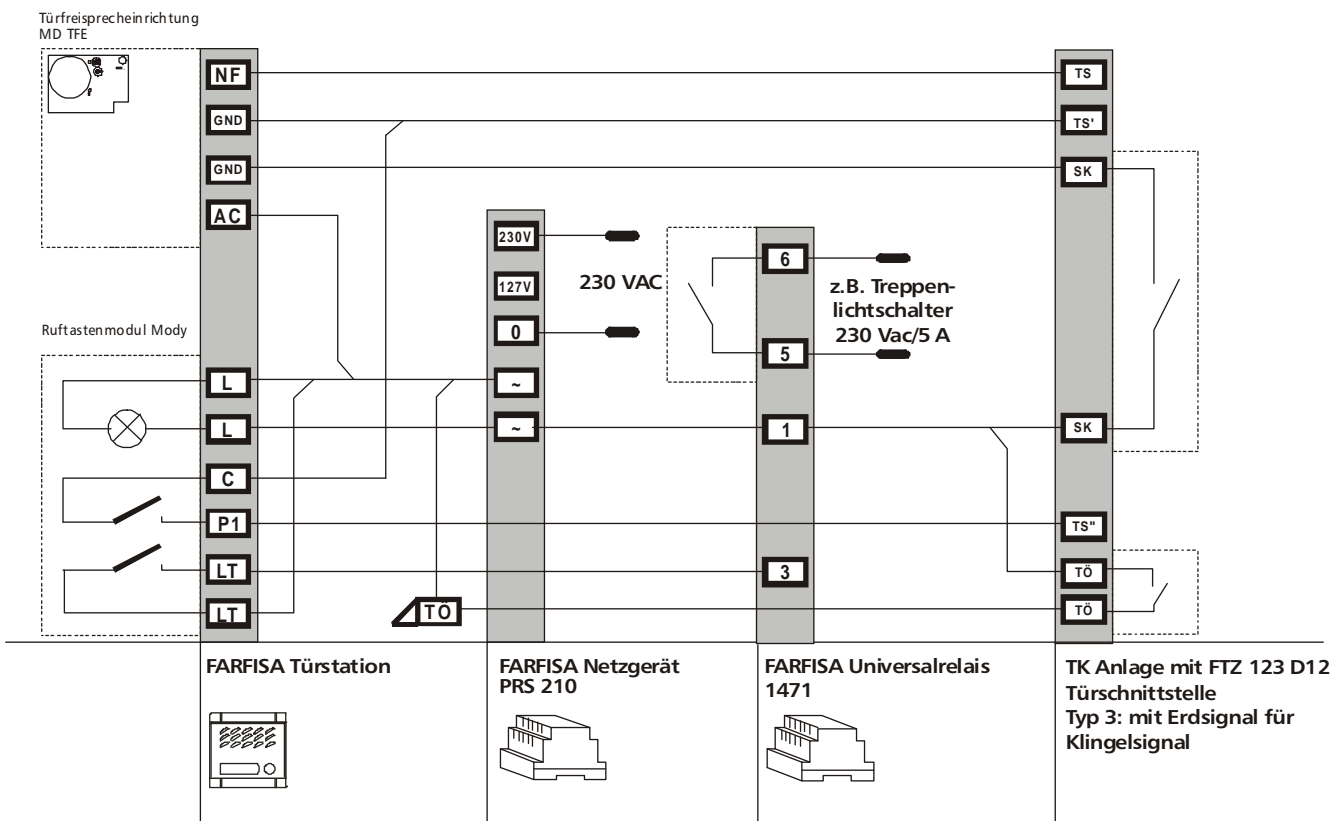 Türfreisprecheinrichtung
MD TFE
NF
GND
GND
AC
Ruftastenmodul Mody
L
L
C
P1
LT
LT
230V
127V
0
~
~
230 VAC
TÖ
6
5
1
3
z.B. Treppen-
lichtschalter
230 Vac/5 A
TS
TS'
SK
SK
TS"
TÖ
TÖ
FARFISA Türstation
FARFISA Netzgerät
PRS 210
FARFISA Universalrelais
1471
TK Anlage mit FTZ 123 D12
Türschnittstelle
Typ 3: mit Erdsignal für
Klingelsignal